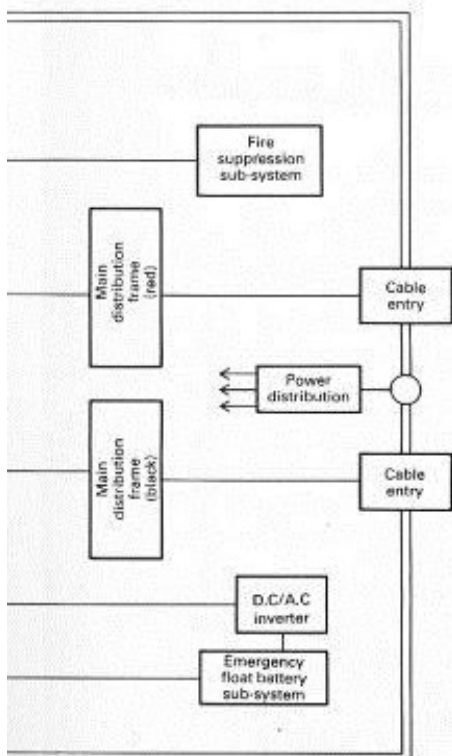 Fire
suppression
sub-system
Main
distribution
frame
(red)
Cable
entry
Power
distribution
Main
distribution
frame
(black)
Cable
entry
D.C/A.C
inverter
Emergency
float battery
sub-system